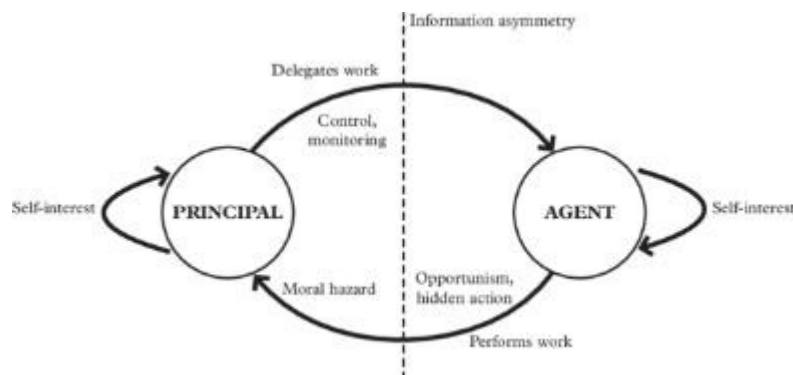 Information asymmetry
Delegates work
Control,
monitoring
Self-interest
PRINCIPAL
AGENT
Self-interest
Moral hazard
Opportunism,
hidden action
Performs work